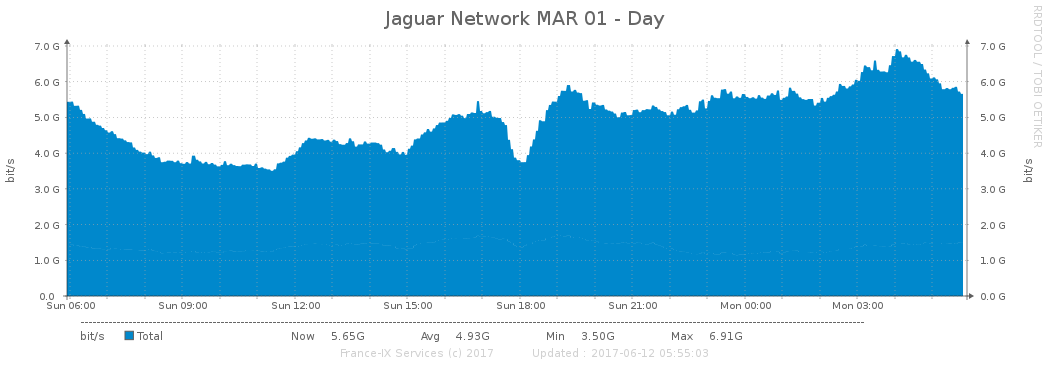 Jaguar Network MAR 01 - Day
RRDTOOL / TOBI OETIKER
7.0 G 7.0 G
6.0 G 6.0 G
5.0 G 5.0 G
4.0 G 4.0 G
3.0 G 3.0 G
2.0 G 2.0 G
1.0 G 1.0 G
0.0 0.0 G
bit/s
bit/s
Sun 06:00 Sun 09:00 Sun 12:00 Sun 15:00 Sun 18:00 Sun 21:00 Mon 00:00 Mon 03:00
bit/s Total Now 5.65G Avg 4.93G Min 3.50G Max 6.91G
France-IX Services (c) 2017 Updated : 2017-06-12 05:55:03